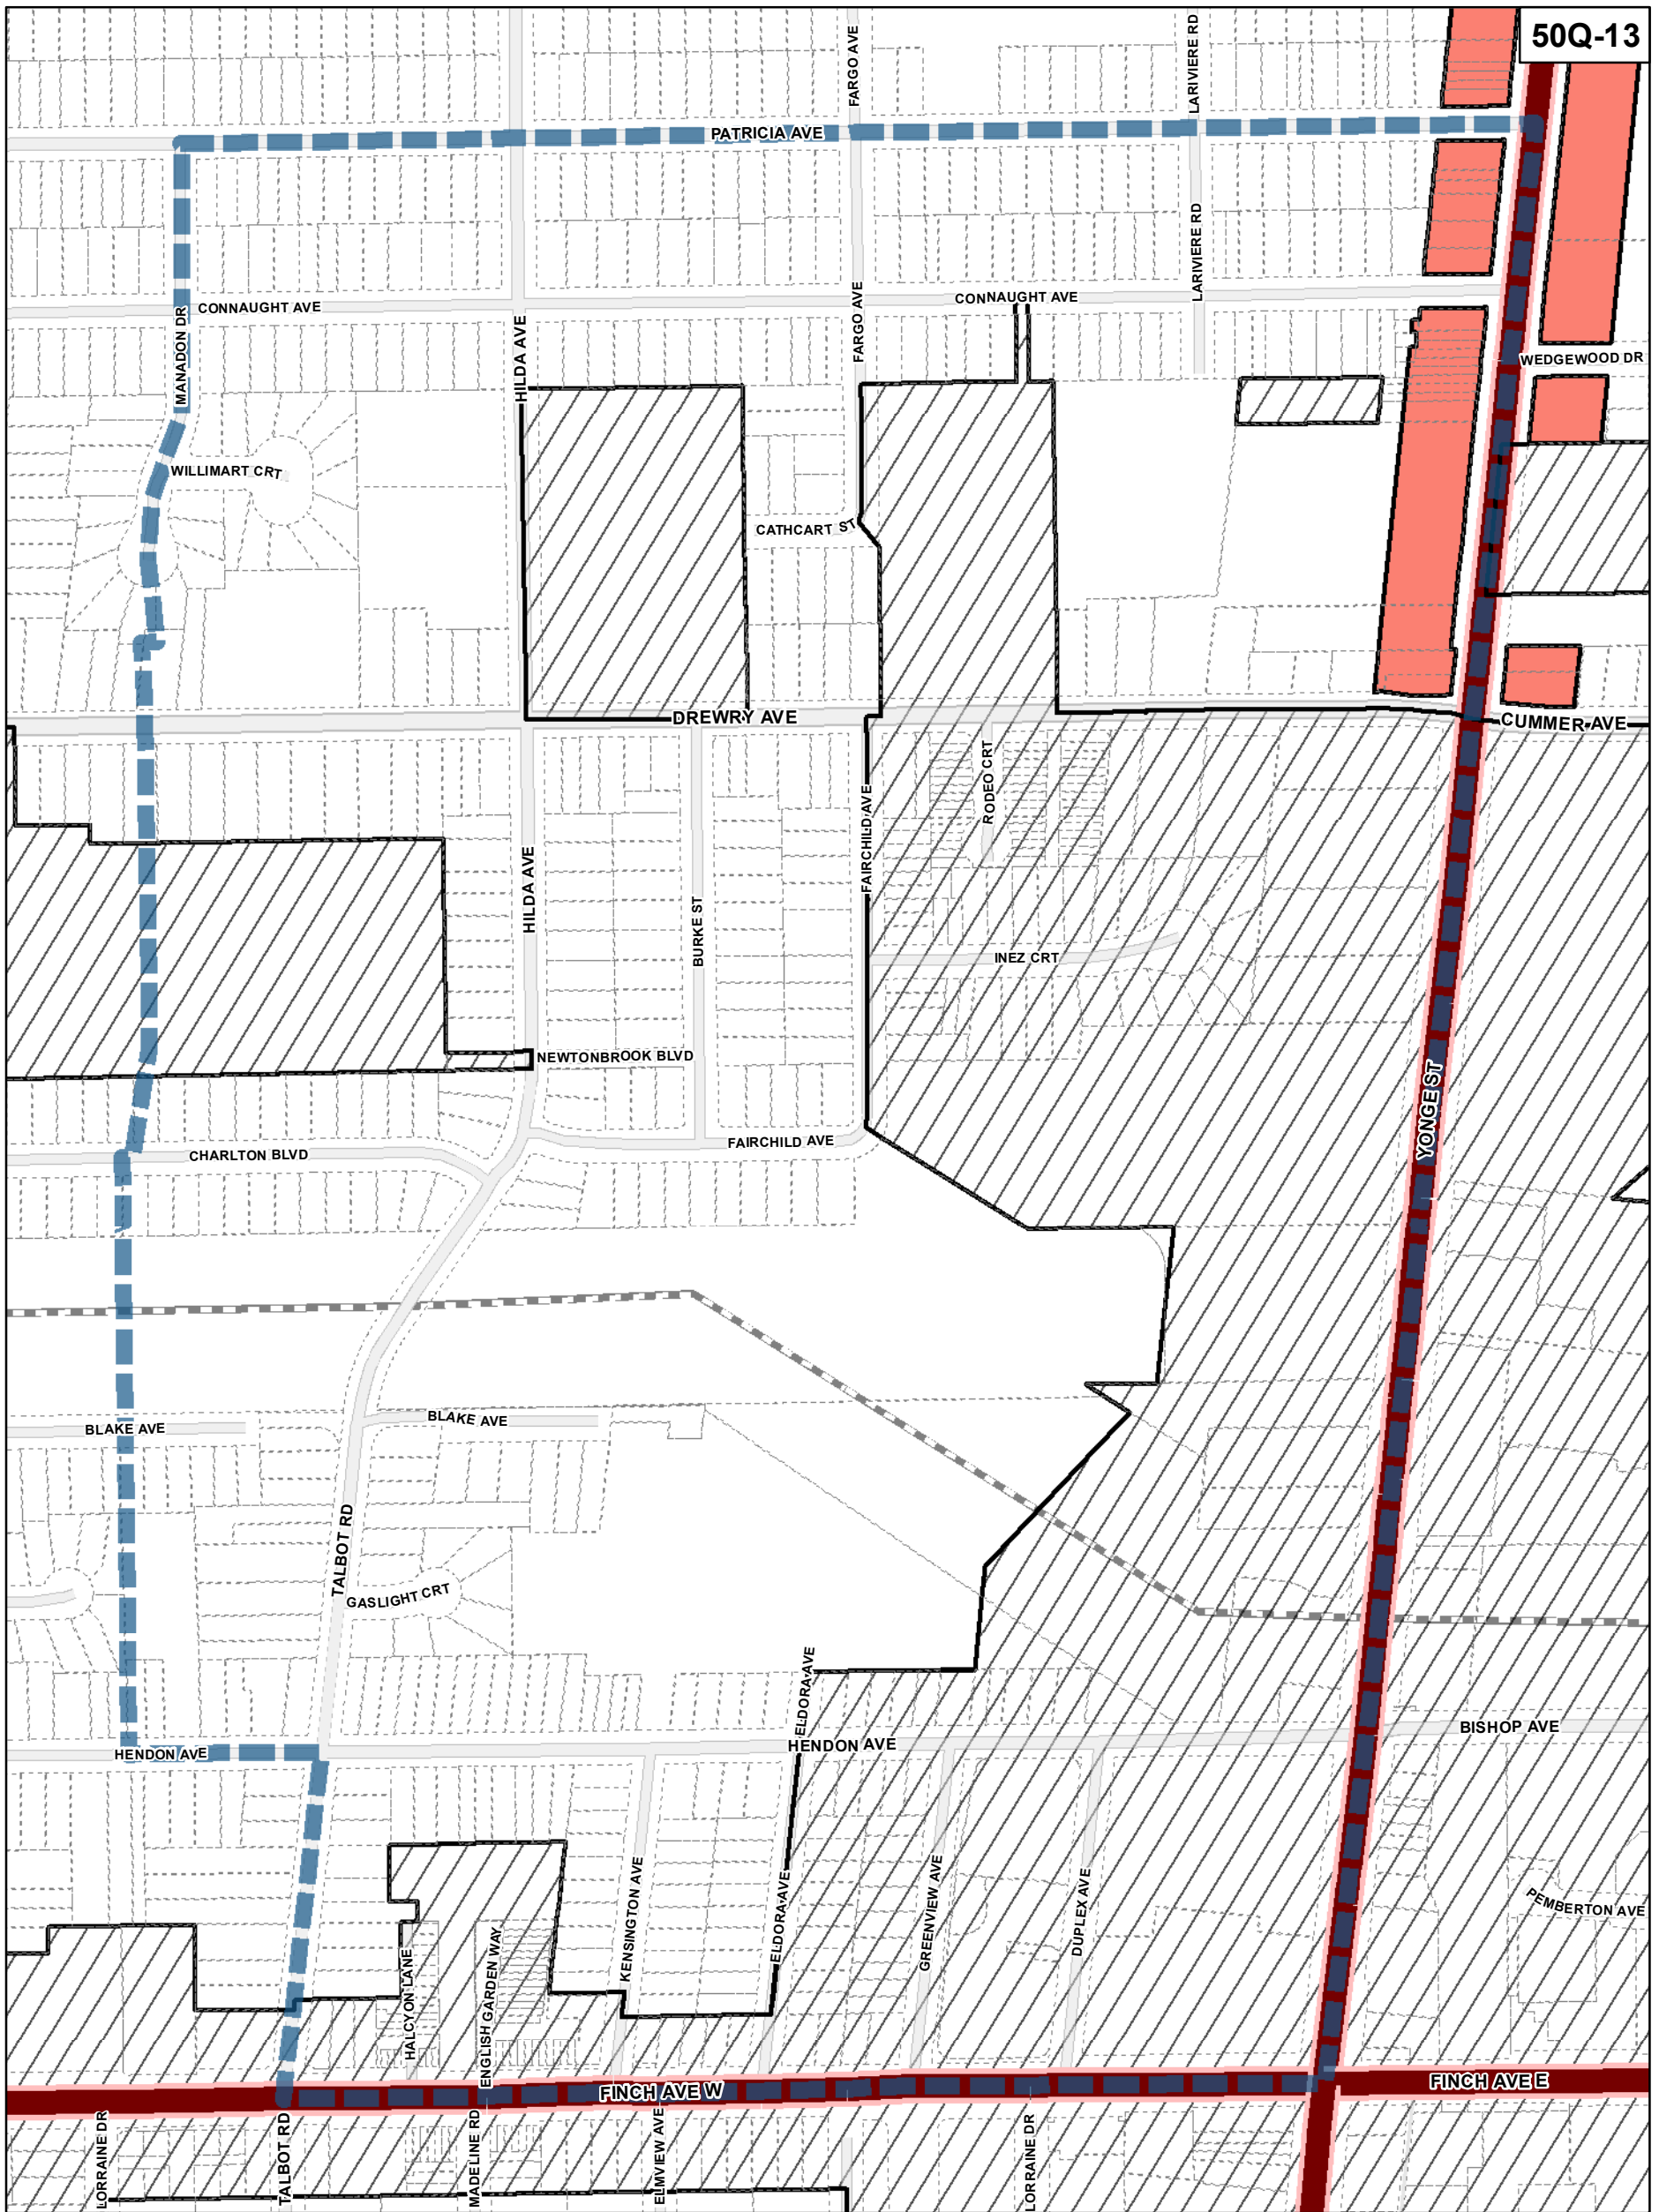 50Q-13
FARGO AVE
LARIVIERE RD
PATRICIA AVE
LARIVIERE RD
CONNAUGHT AVE
CONNAUGHT AVE
MANADON DR
HILDA AVE
FARGO AVE
WEDGEWOOD DR
WILLIMART CRT
CATHCART ST
DREWRY AVE
CUMMER AVE
RODEO CRT
FAIRCHILD AVE
HILDA AVE
BURKE ST
INEZ CRT
NEWTONBROOK BLVD
YONGE ST
FAIRCHILD AVE
CHARLTON BLVD
BLAKE AVE
BLAKE AVE
TALBOT RD
GASLIGHT CRT
ELDORA AVE
BISHOP AVE
HENDON AVE
HENDON AVE
KENSINGTON AVE
ELDORA AVE
GREENVIEW AVE
DUPLEX AVE
PEMBERTON AVE
HALCYON LANE
ENGLISH GARDEN WAY
FINCH AVE W
FINCH AVE E
LORRAINE DR
TALBOT RD
MADELINE RD
ELMVIEW AVE
LORRAINE DR